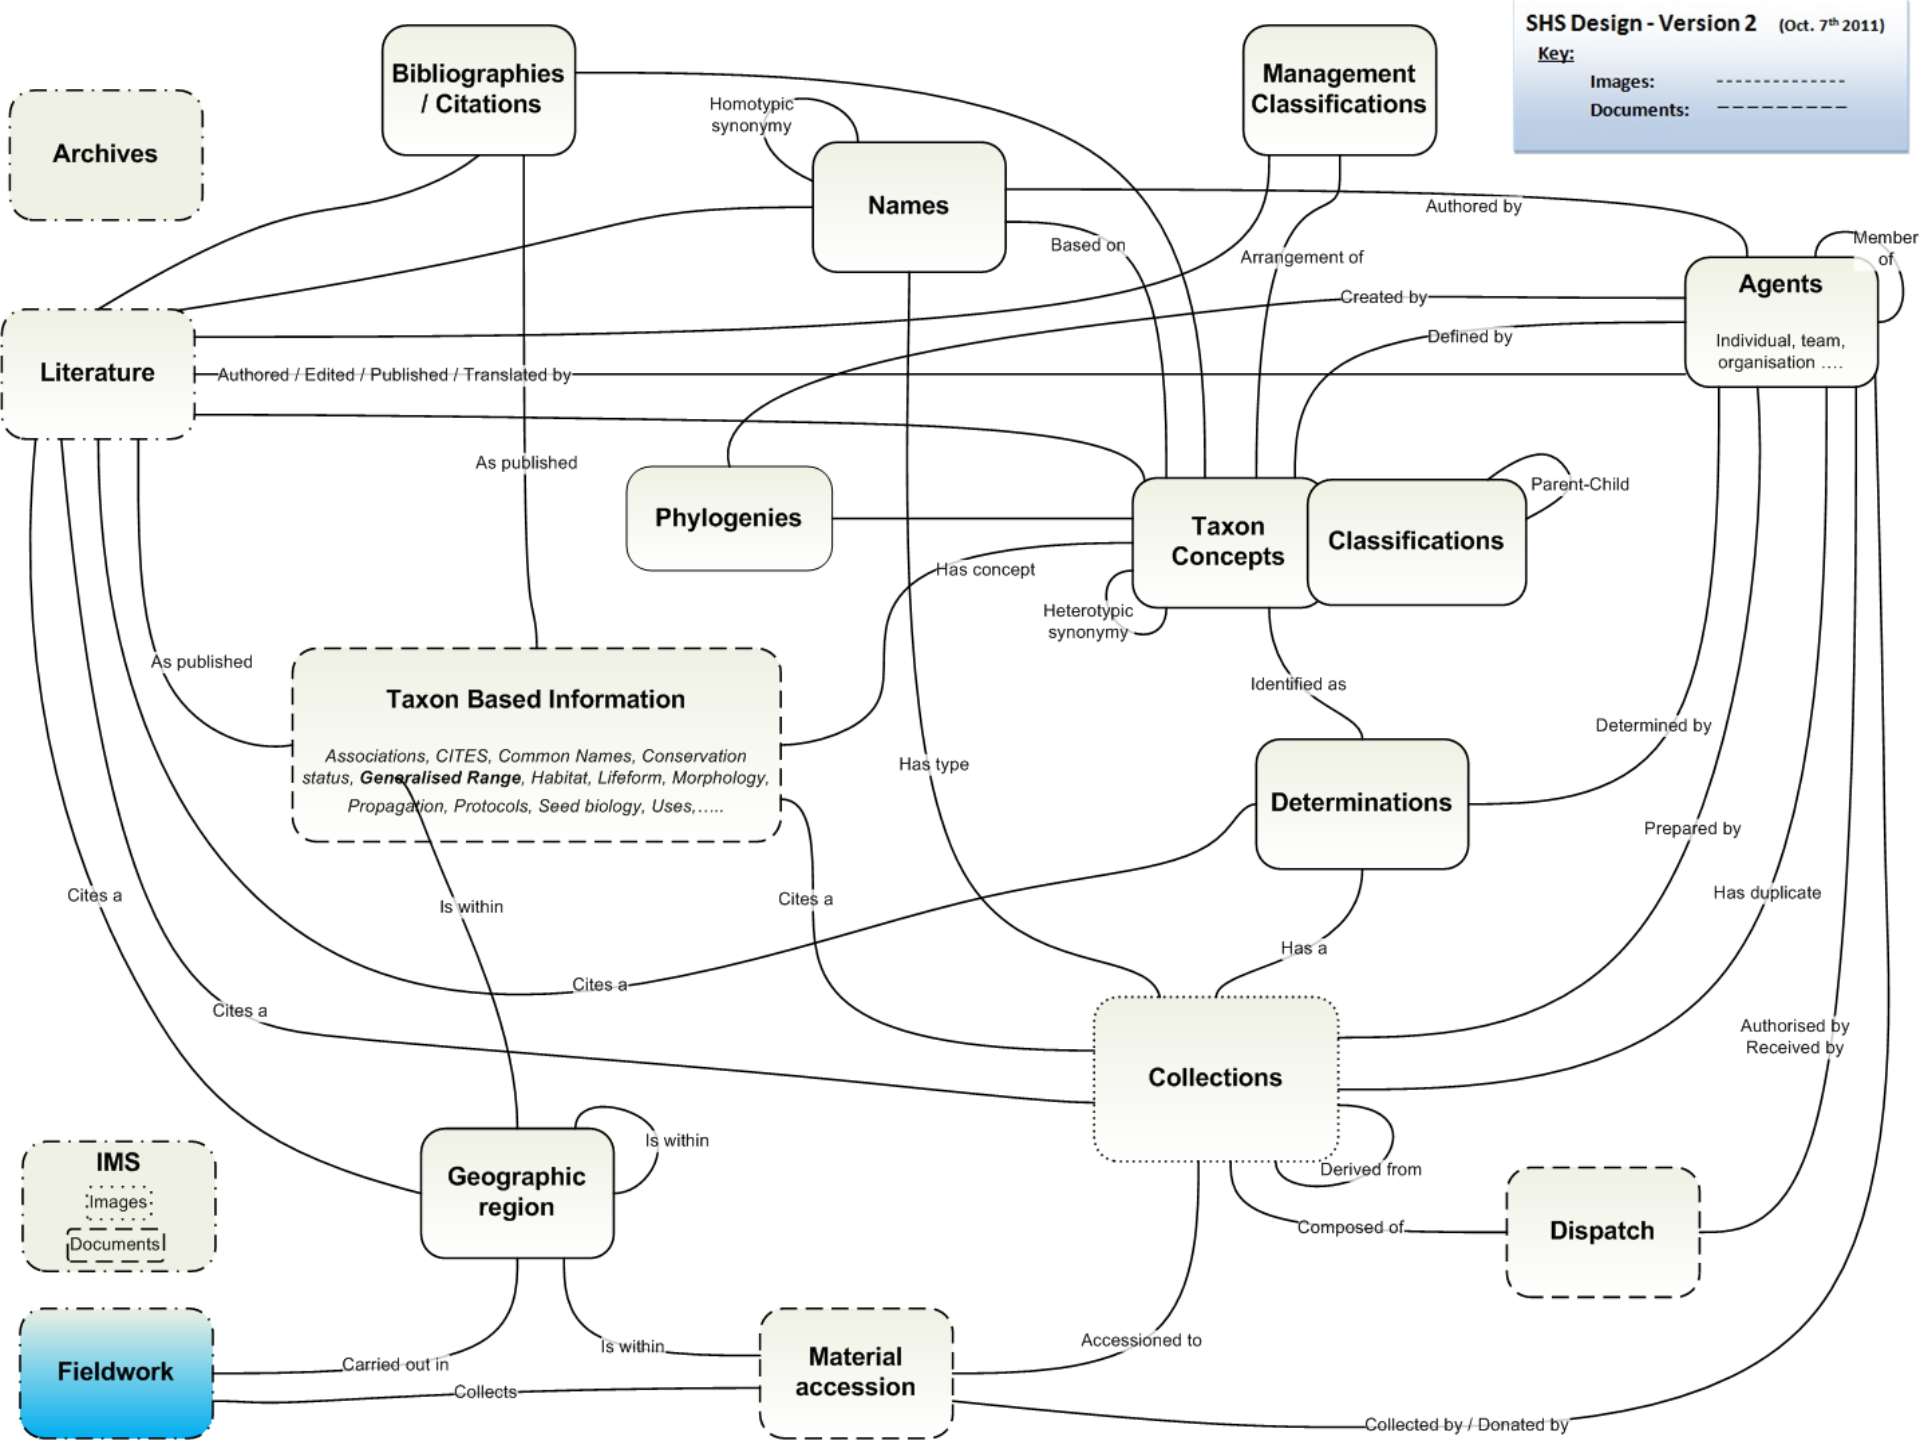 SHS Design - Version 2 (Oct. 7th 2011)
Key:
Images:
Documents:
Bibliographies
/ Citations
Management
Classifications
Homotypic
synonymy
Archives
Names
Authored by
Based on
Arrangement of
Member
of
Agents
Individual, team,
organisation ....
Created by
Defined by
Literature
Authored / Edited / Published / Translated by
As published
Phylogenies
Taxon
Concepts
Classifications
Parent-Child
Has concept
Heterotypic
synonymy
As published
Identified as
Taxon Based Information
Associations, CITES, Common Names, Conservation
status, Generalised Range, Habitat, Lifeform, Morphology,
Propagation, Protocols, Seed biology, Uses,.....
Has type
Determined by
Determinations
Prepared by
Cites a
Is within
Cites a
Has duplicate
Has a
Cites a
Cites a
Authorised by
Received by
Collections
Is within
Derived from
IMS
Images
Documents
Geographic
region
Composed of
Dispatch
Fieldwork
Carried out in
Is within
Material
accession
Accessioned to
Collects
Collected by / Donated by